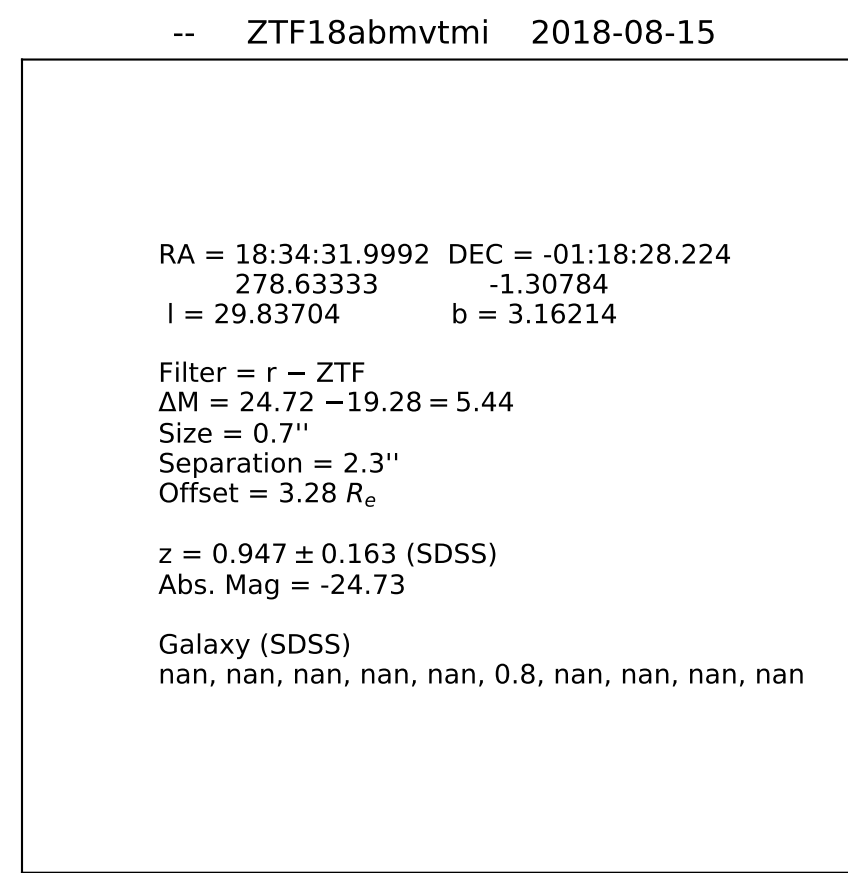 -- ZTF18abmvtmi 2018-08-15
RA = 18:34:31.9992 DEC = -01:18:28.224
278.63333 -1.30784
l = 29.83704 b = 3.16214
Filter = r − ZTF
ΔM = 24.72 −19.28 = 5.44
Size = 0.7''
Separation = 2.3''
Offset = 3.28 Re
z = 0.947 ± 0.163 (SDSS)
Abs. Mag = -24.73
Galaxy (SDSS)
nan, nan, nan, nan, nan, 0.8, nan, nan, nan, nan